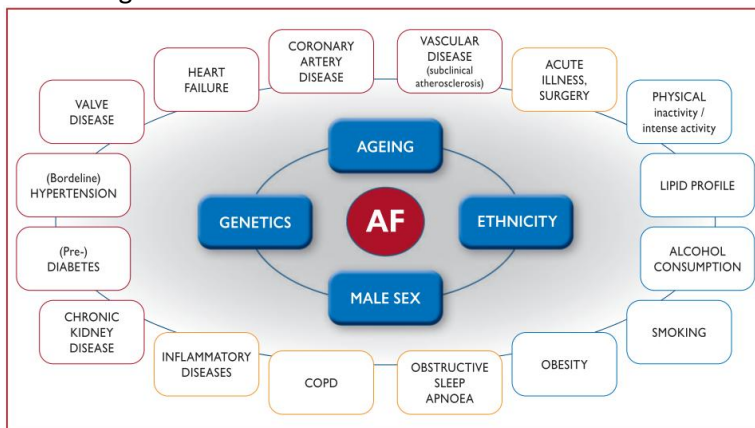 CORONARY
ARTERY
DISEASE
VASCULAR
DISEASE
(subclinical
atherosclerosis)
HEART
FAILURE
ACUTE
ILLNESS,
SURGERY
VALVE
DISEASE
PHYSICAL
inactivity /
intense activity
AGEING
(Bordeline)
HYPERTENSION
LIPID PROFILE
GENETICS
AF
ETHNICITY
(Pre-)
DIABETES
ALCOHOL
CONSUMPTION
MALE SEX
CHRONIC
KIDNEY
DISEASE
SMOKING
INFLAMMATORY
DISEASES
COPD
OBSTRUCTIVE
SLEEP
APNOEA
OBESITY